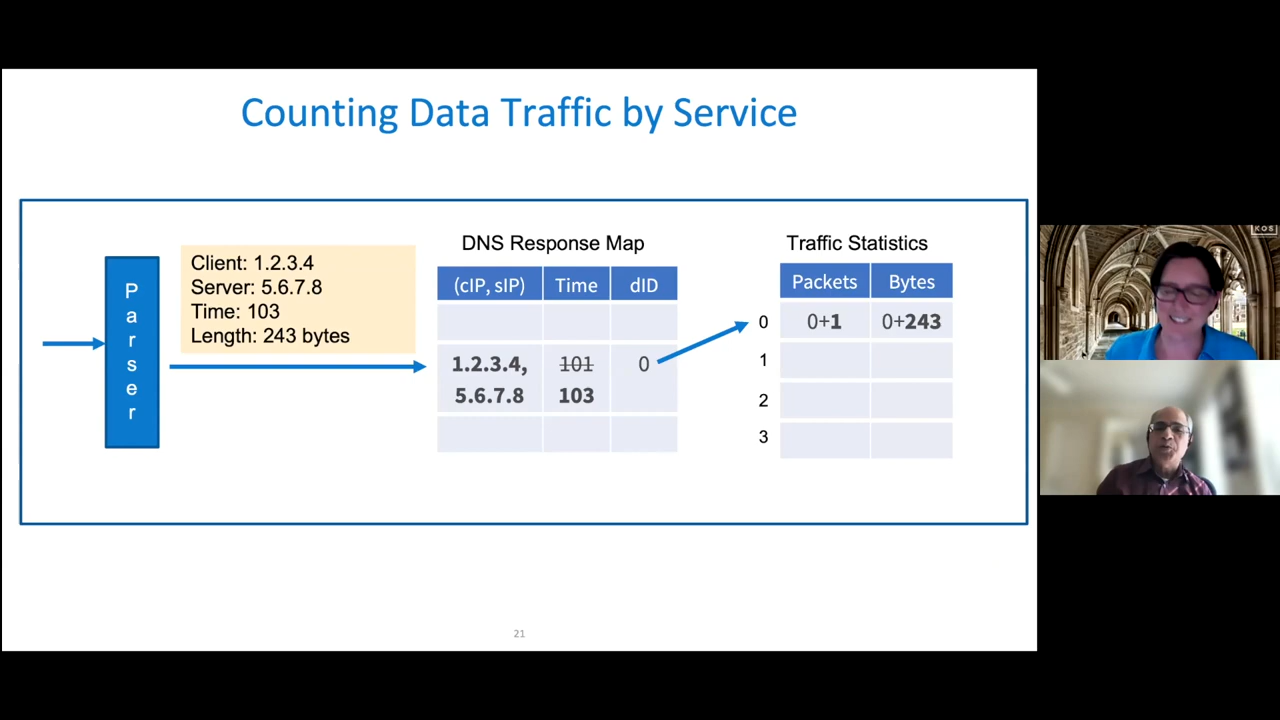 Counting Data Traffic by Service
Parser
Client: 1.2.3.4
Server: 5.6.7.8
Time: 103
Length: 243 bytes
DNS Response Map
(cIP, sIP) Time dID
1.2.3.4, 101 0
5.6.7.8 103
Traffic Statistics
Packets Bytes
0 0+1 0+243
1
2
3
21
KOS